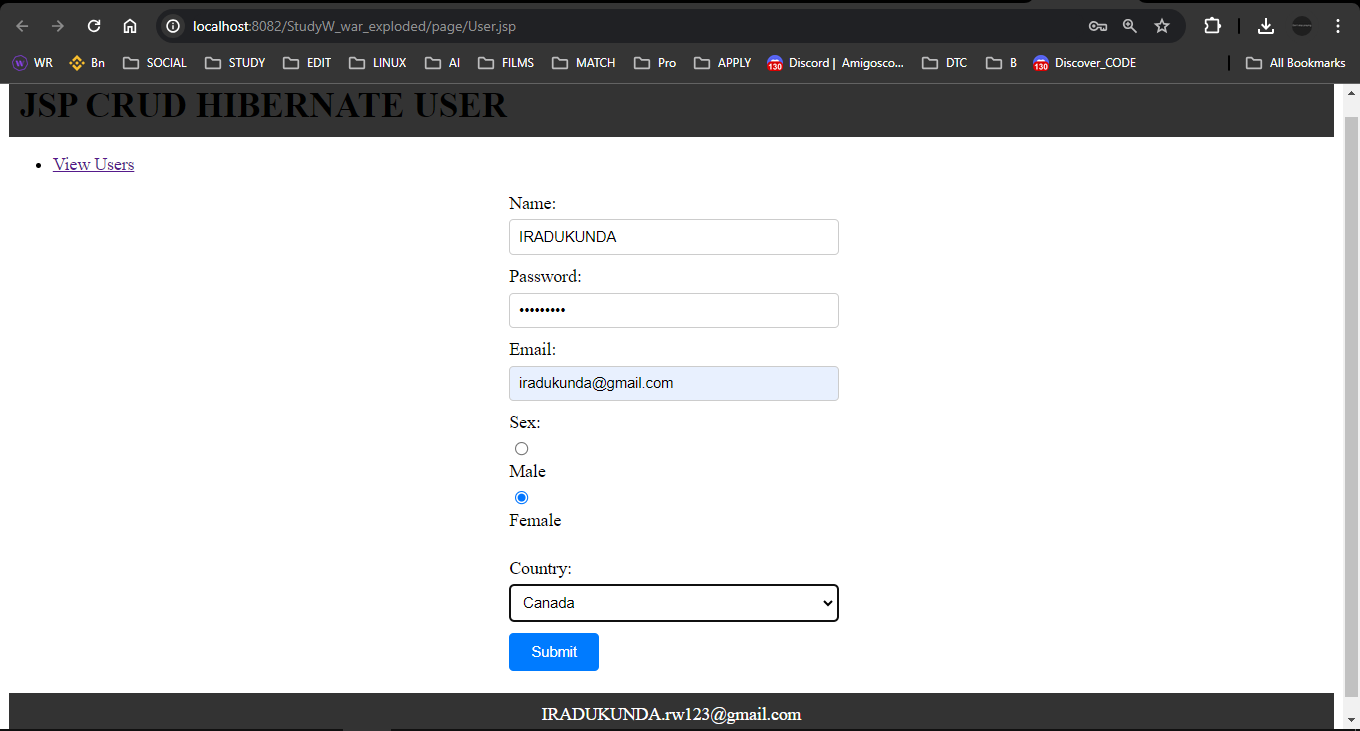 localhost:8082/StudyW_war_exploded/page/User.jsp
WR Bn SOCIAL STUDY EDIT LINUX AI FILMS MATCH Pro APPLY 130 Discord | Amigosco... DTC B 130 Discover_CODE All Bookmarks
JSP CRUD HIBERNATE USER
• View Users
Name:
IRADUKUNDA
Password:
•••••••••
Email:
iradukunda@gmail.com
Sex:
Male
Female
Country:
Canada
Submit
IRADUKUNDA.rw123@gmail.com